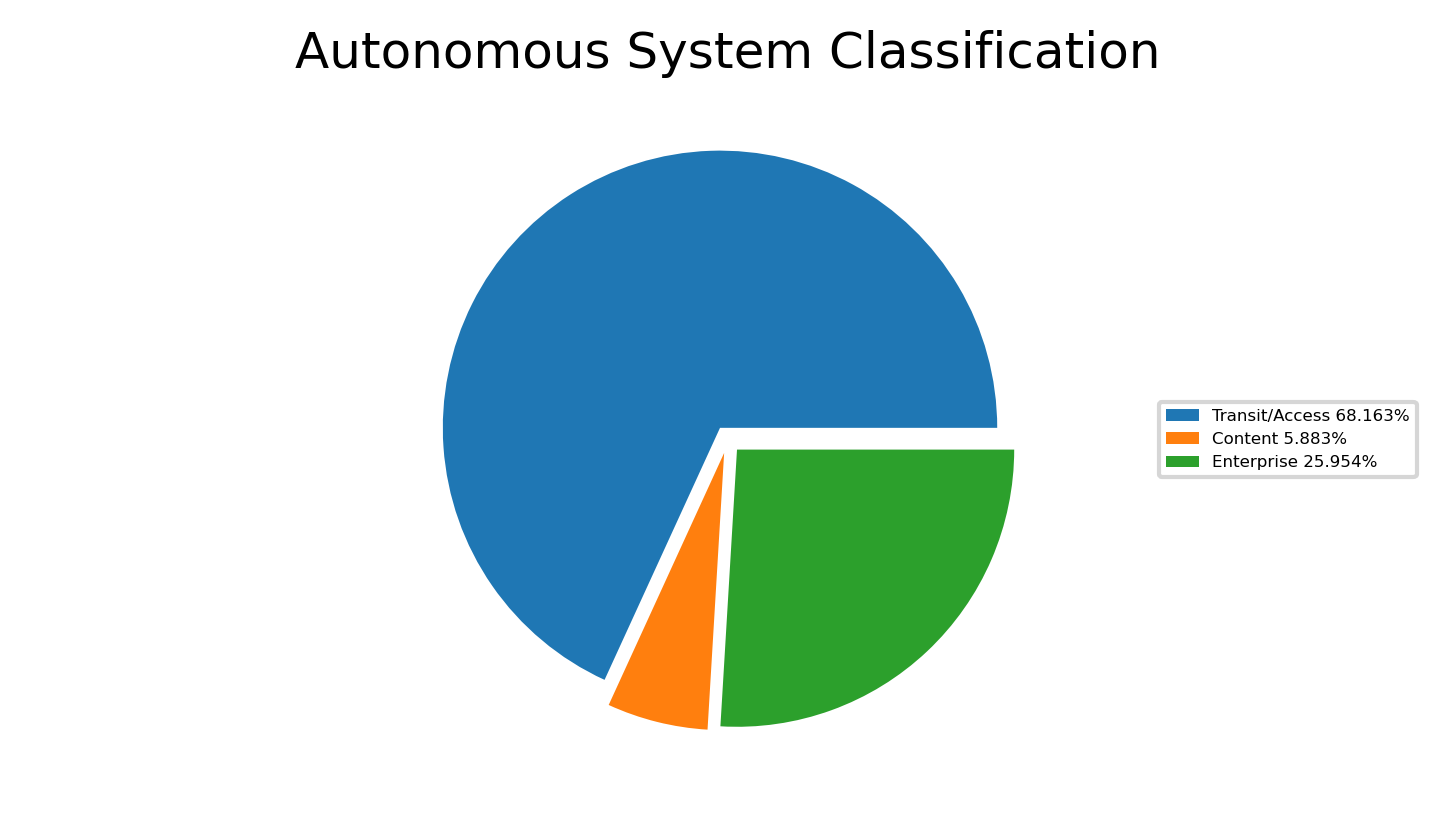 Autonomous System Classification
Transit/Access 68.163%
Content 5.883%
Enterprise 25.954%